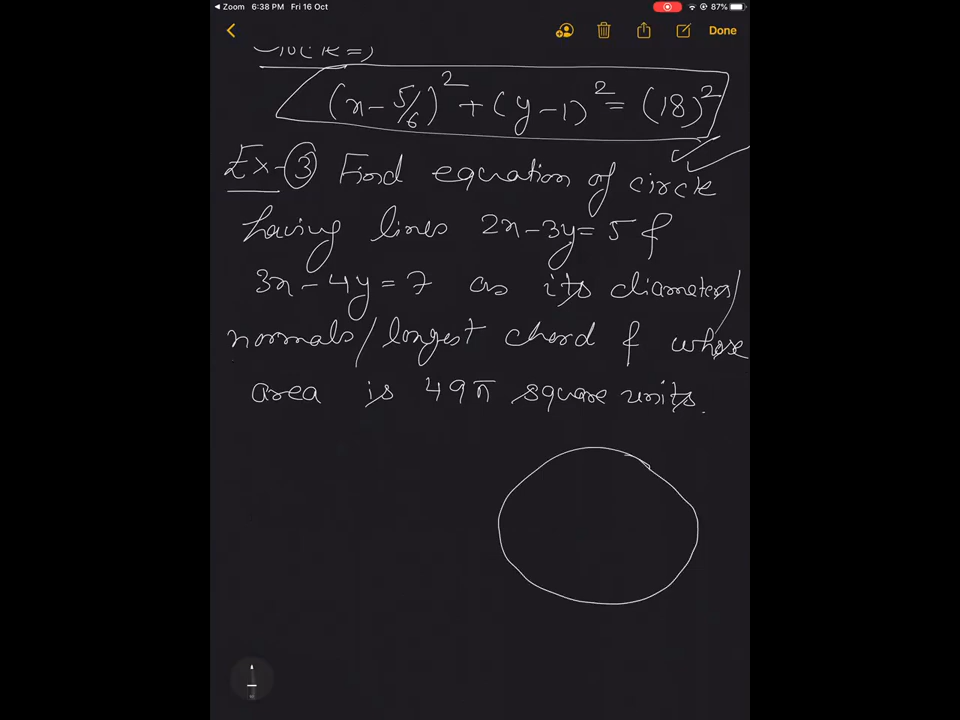 Zoom 6:38 PM Fri 16 Oct 87%
Done
(x - 5/6)² + (y - 1)² = (18)²
Ex-3 Find equation of circle
having lines 2x - 3y = 5 f
3x - 4y = 7 as its diameters/
normals/longest chord f whose
area is 49π square units.